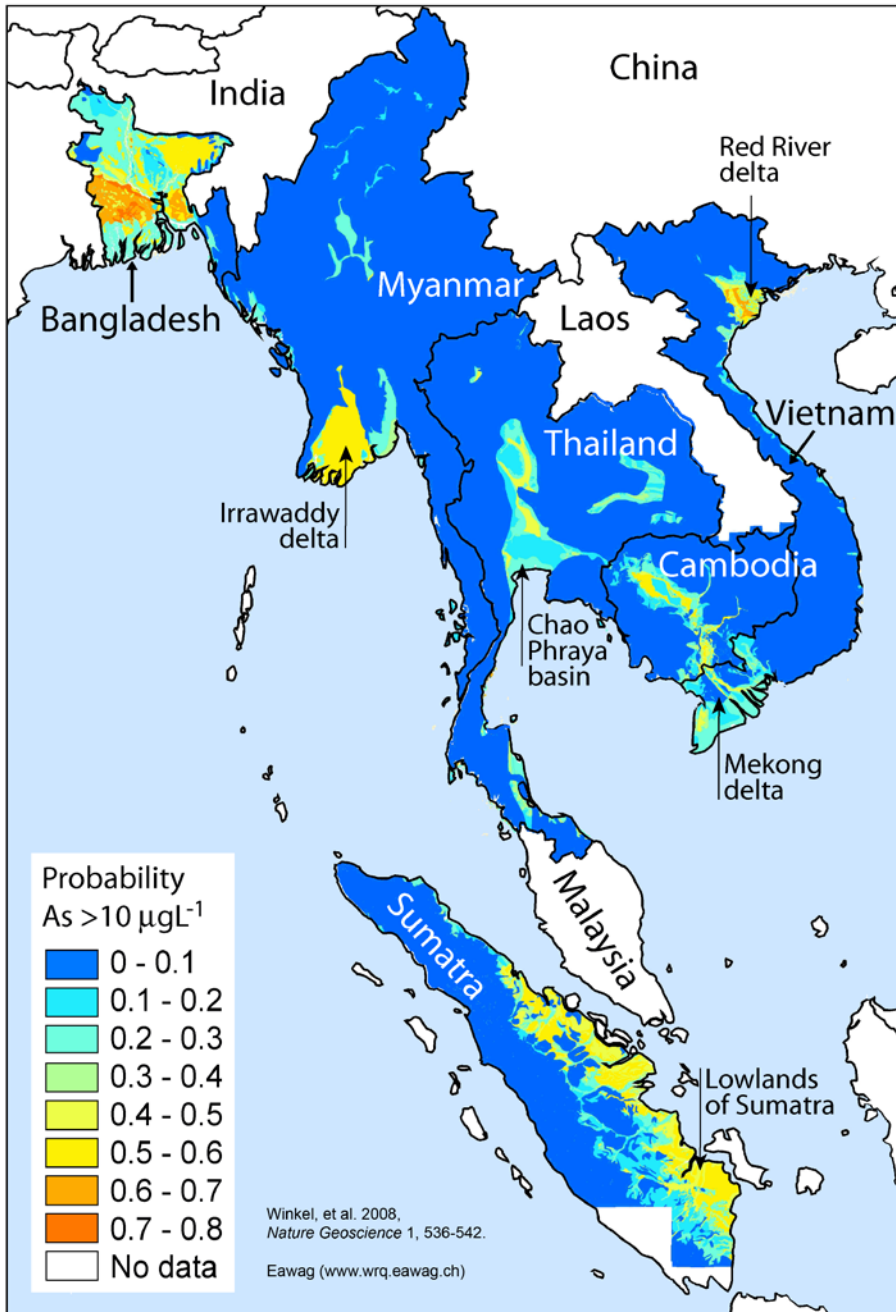 India
China
Red River
delta
Myanmar
Bangladesh
Laos
Vietnam
Thailand
Irrawaddy
delta
Cambodia
Chao
Phraya
basin
Mekong
delta
Malaysia
Sumatra
Lowlands
of Sumatra
Probability
As >10 µgL⁻¹
0 - 0.1
0.1 - 0.2
0.2 - 0.3
0.3 - 0.4
0.4 - 0.5
0.5 - 0.6
0.6 - 0.7
0.7 - 0.8
No data
Winkel, et al. 2008,
Nature Geoscience 1, 536-542.
Eawag (www.wrq.eawag.ch)